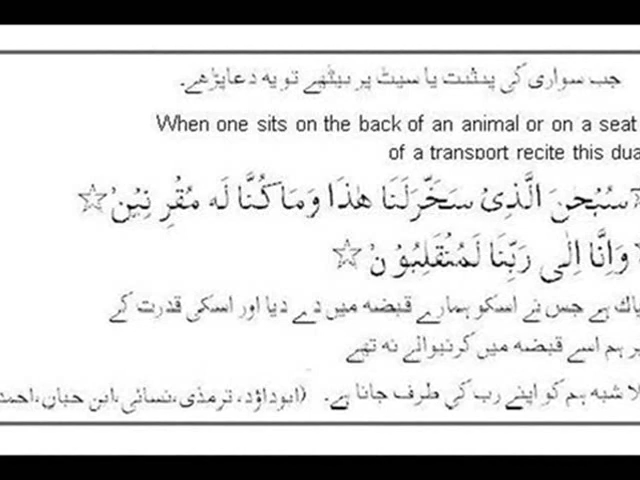 جب سواری کی پشت یا سیٹ پر بیٹھے تو یہ دعا پڑھے۔
When one sits on the back of an animal or on a seat
of a transport recite this dua
سُبْحٰنَ الَّذِیْ سَخَّرَلَنَا هٰذَا وَمَا کُنَّا لَه مُقْرِنِیْنَ ☆
وَاِنَّا اِلٰی رَبِّنَا لَمُنْقَلِبُوْنَ ☆
پاك ہے جس نے اسکو ہمارے قبضہ میں دے دیا اور اسکی قدرت کے
ہم اسے قبضہ میں کرنیوالے نہ تھے
شبہ ہم کو اپنے رب کی طرف جانا ہے۔ (ابوداؤد، ترمذی، نسائی، ابن حبان، احمد